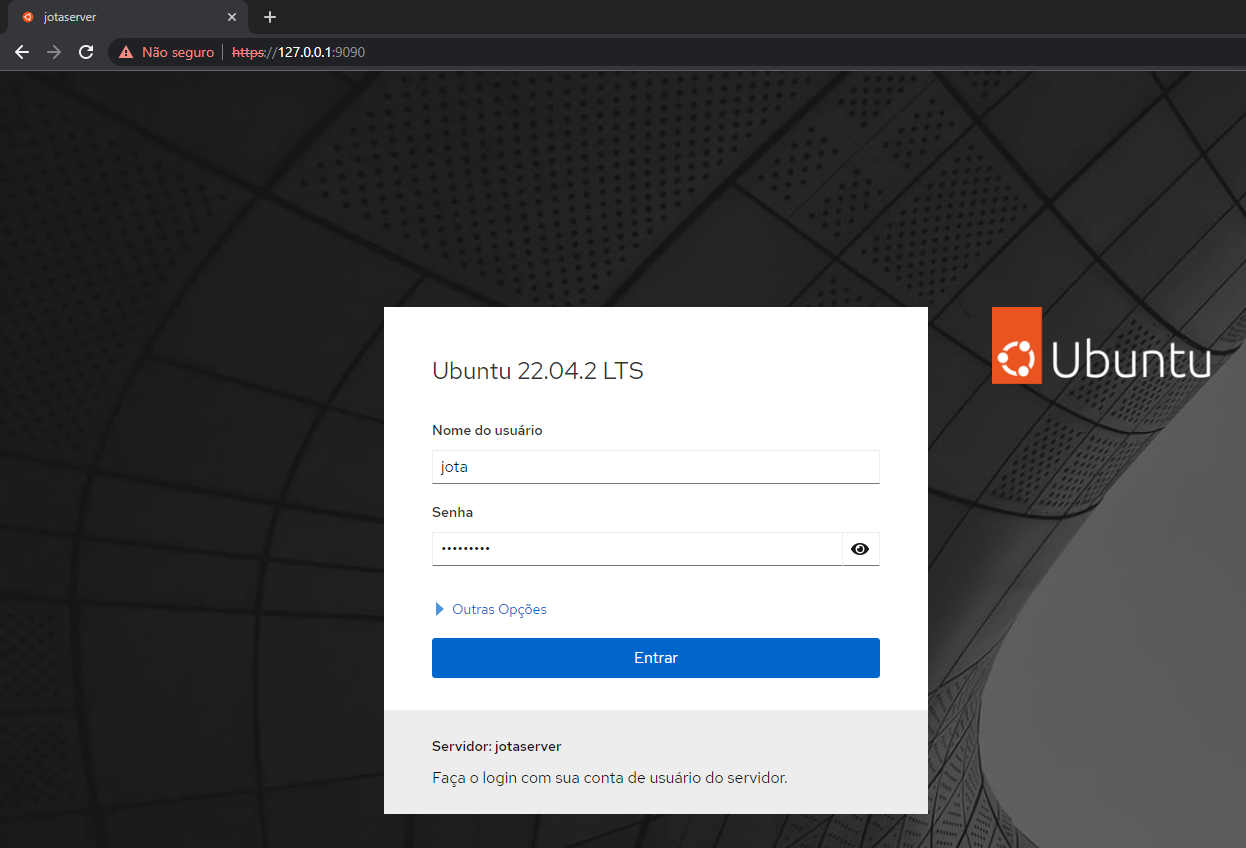 jotaserver
Não seguro https://127.0.0.1:9090
Ubuntu 22.04.2 LTS
Ubuntu
Nome do usuário
jota
Senha
•••••••••
Outras Opções
Entrar
Servidor: jotaserver
Faça o login com sua conta de usuário do servidor.